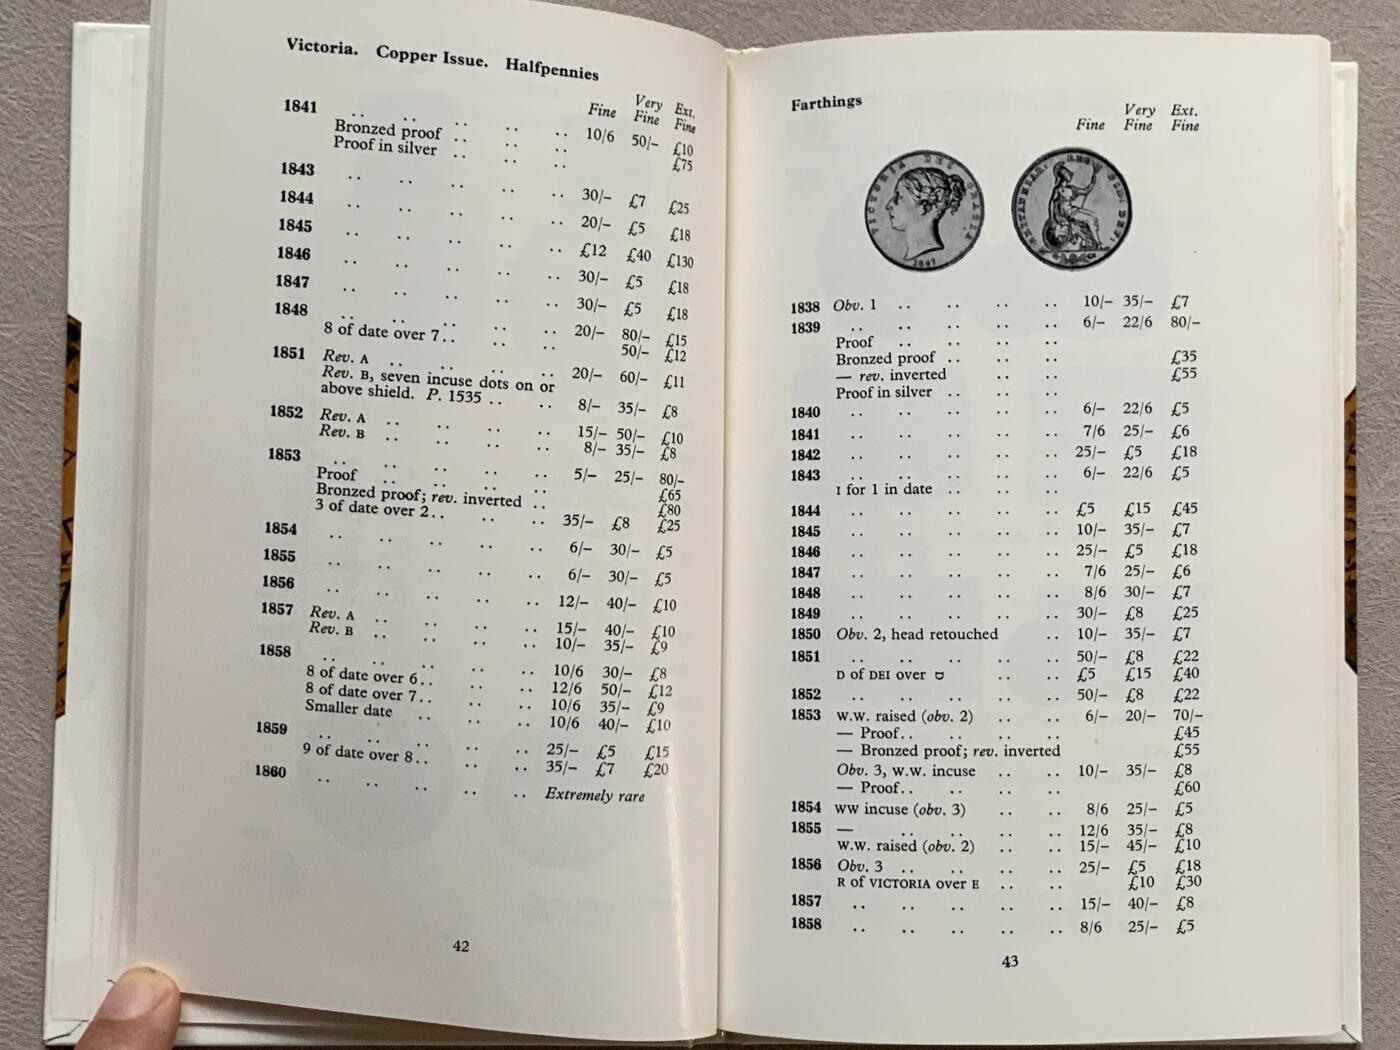 Victoria. Copper Issue. Halfpennies
Fine Very Fine Ext. Fine
1841 .. .. .. .. 10/6 50/– £10
Bronzed proof .. .. .. £75
Proof in silver .. .. ..
1843 .. .. .. .. .. 30/– £7 £25
1844 .. .. .. .. .. 20/– £5 £18
1845 .. .. .. .. .. £12 £40 £130
1846 .. .. .. .. .. 30/– £5 £18
1847 .. .. .. .. .. 30/– £5 £18
1848 .. .. .. .. .. 20/– 80/– £15
8 of date over 7.. .. .. 50/– £12
1851 Rev. A .. .. .. .. 20/– 60/– £11
Rev. B, seven incuse dots on or
above shield. P. 1535 .. .. 8/– 35/– £8
1852 Rev. A .. .. .. .. 15/– 50/– £10
Rev. B .. .. .. .. 8/– 35/– £8
1853 .. .. .. .. .. 5/– 25/– 80/–
Proof .. .. .. .. £65
Bronzed proof; rev. inverted .. £80
3 of date over 2.. .. .. 35/– £8 £25
1854 .. .. .. .. .. 6/– 30/– £5
1855 .. .. .. .. .. 6/– 30/– £5
1856 .. .. .. .. .. 12/– 40/– £10
1857 Rev. A .. .. .. .. 15/– 40/– £10
Rev. B .. .. .. .. 10/– 35/– £9
1858 .. .. .. .. .. 10/6 30/– £8
8 of date over 6.. .. .. 12/6 50/– £12
8 of date over 7.. .. .. 10/6 35/– £9
Smaller date .. .. .. 10/6 40/– £10
1859 .. .. .. .. .. 25/– £5 £15
9 of date over 8.. .. .. 35/– £7 £20
1860 .. .. .. .. .. Extremely rare
42
Farthings
Fine Very Fine Ext. Fine
VICTORIA DEI GRATIA
1847
BRITANNIAR: REG: FID: DEF:
1838 Obv. 1 .. .. .. .. 10/– 35/– £7
1839 .. .. .. .. .. 6/– 22/6 80/–
Proof .. .. .. ..
Bronzed proof .. .. .. £35
— rev. inverted .. .. £55
Proof in silver .. .. ..
1840 .. .. .. .. .. 6/– 22/6 £5
1841 .. .. .. .. .. 7/6 25/– £6
1842 .. .. .. .. .. 25/– £5 £18
1843 .. .. .. .. .. 6/– 22/6 £5
I for 1 in date .. .. ..
1844 .. .. .. .. .. £5 £15 £45
1845 .. .. .. .. .. 10/– 35/– £7
1846 .. .. .. .. .. 25/– £5 £18
1847 .. .. .. .. .. 7/6 25/– £6
1848 .. .. .. .. .. 8/6 30/– £7
1849 .. .. .. .. .. 30/– £8 £25
1850 Obv. 2, head retouched .. 10/– 35/– £7
1851 .. .. .. .. .. 50/– £8 £22
D of DEI over ᗜ .. .. .. £5 £15 £40
1852 .. .. .. .. .. 50/– £8 £22
1853 W.W. raised (obv. 2) .. .. 6/– 20/– 70/–
— Proof.. .. .. .. £45
— Bronzed proof; rev. inverted £55
Obv. 3, W.W. incuse .. .. 10/– 35/– £8
— Proof.. .. .. .. £60
1854 WW incuse (obv. 3) .. .. 8/6 25/– £5
1855 — .. .. .. .. 12/6 35/– £8
W.W. raised (obv. 2) .. .. 15/– 45/– £10
1856 Obv. 3 .. .. .. .. 25/– £5 £18
R of VICTORIA over E .. .. £10 £30
1857 .. .. .. .. .. 15/– 40/– £8
1858 .. .. .. .. .. 8/6 25/– £5
43